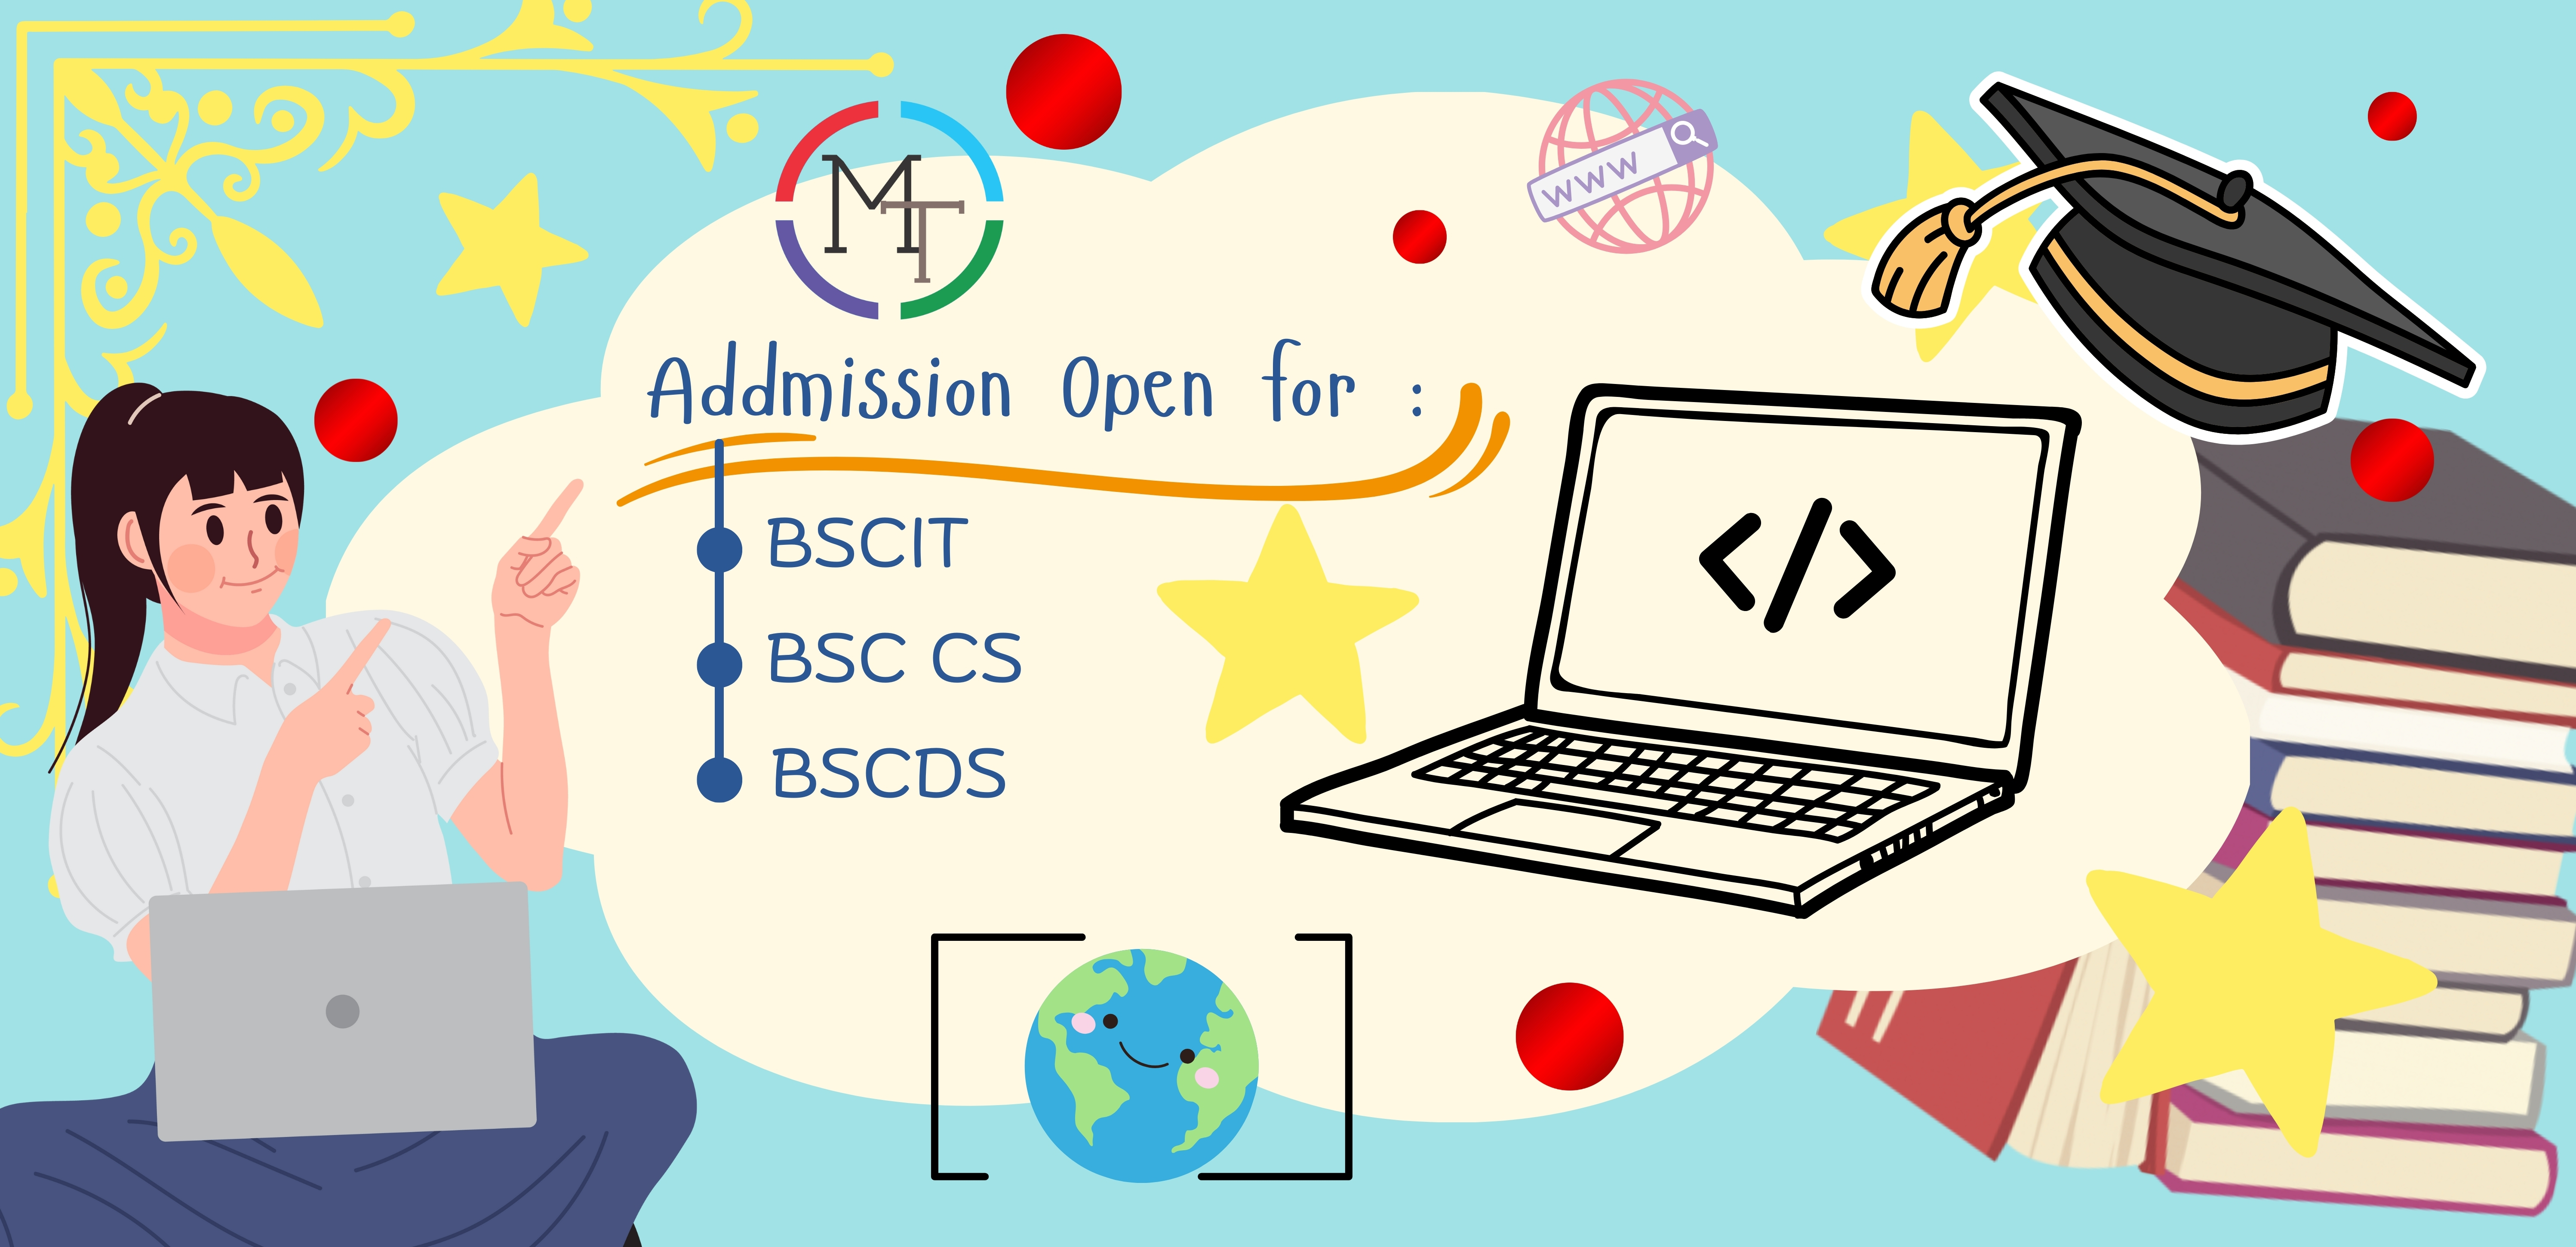 MT
www
Addmission Open for :
BSCIT
BSC CS
BSCDS